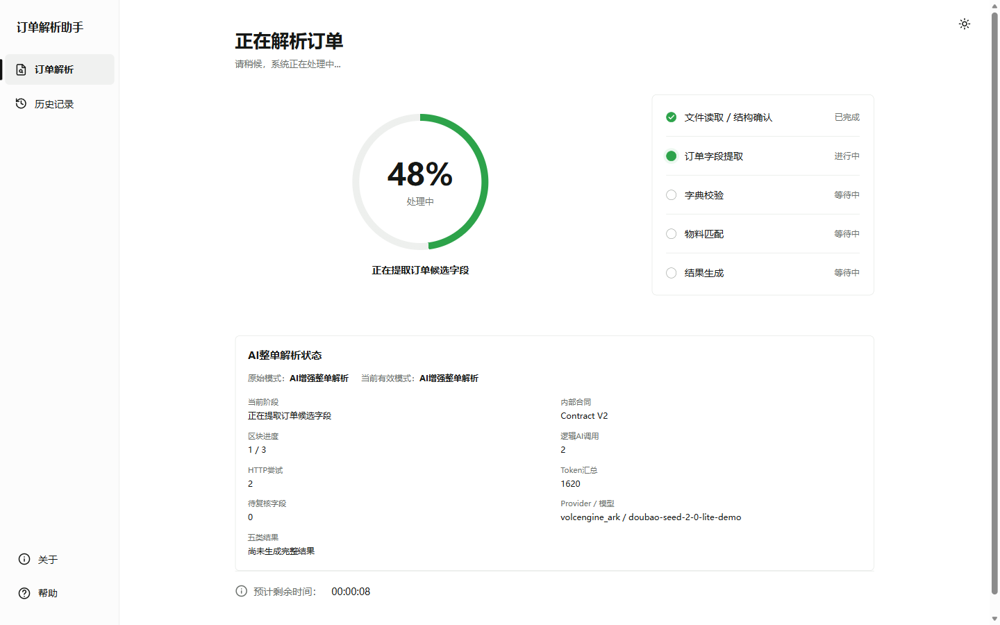 订单解析助手
订单解析
历史记录
关于
帮助
正在解析订单
请稍候，系统正在处理中...
48%
处理中
正在提取订单候选字段
文件读取 / 结构确认 已完成
订单字段提取 进行中
字典校验 等待中
物料匹配 等待中
结果生成 等待中
AI整单解析状态
原始模式： AI增强整单解析 当前有效模式： AI增强整单解析
当前阶段
正在提取订单候选字段
内部合同
Contract V2
区块进度
1 / 3
逻辑AI调用
2
HTTP尝试
2
Token汇总
1620
待复核字段
0
Provider / 模型
volcengine_ark / doubao-seed-2-0-lite-demo
五类结果
尚未生成完整结果
预计剩余时间： 00:00:08